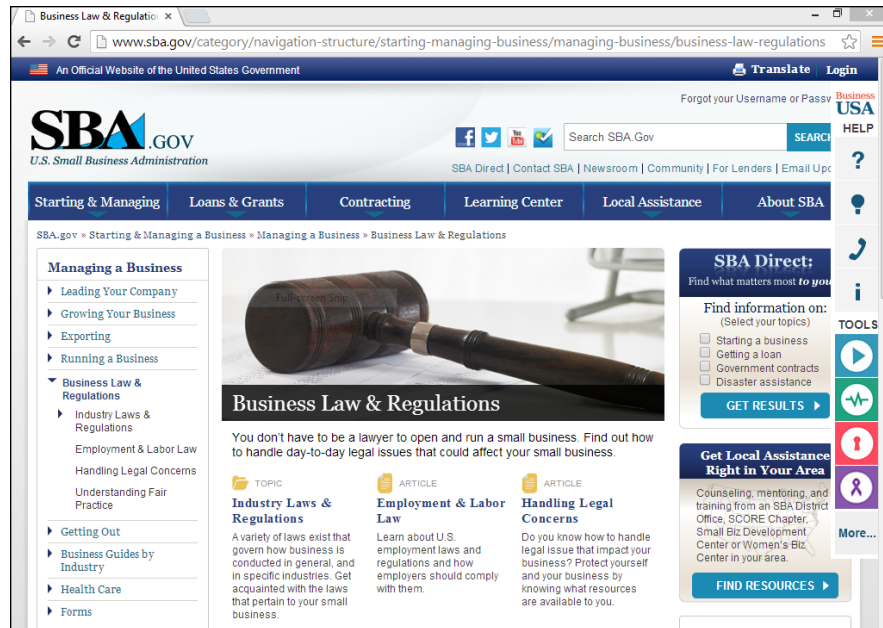 Business Law & Regulatio
www.sba.gov/category/navigation-structure/starting-managing-business/managing-business/business-law-regulations
An Official Website of the United States Government
Translate
Login
Forgot your Username or Passw
SBA.GOV
U.S. Small Business Administration
You Tube
Search SBA.Gov
SEARC
SBA Direct | Contact SBA | Newsroom | Community | For Lenders | Email Upd
Starting & Managing
Loans & Grants
Contracting
Learning Center
Local Assistance
About SBA
SBA.gov » Starting & Managing a Business » Managing a Business » Business Law & Regulations
Managing a Business
Leading Your Company
Growing Your Business
Exporting
Running a Business
Business Law &
Regulations
Industry Laws &
Regulations
Employment & Labor Law
Handling Legal Concerns
Understanding Fair
Practice
Getting Out
Business Guides by
Industry
Health Care
Forms
Full-screen Snip
Business Law & Regulations
You don't have to be a lawyer to open and run a small business. Find out how
to handle day-to-day legal issues that could affect your small business.
TOPIC
Industry Laws &
Regulations
A variety of laws exist that
govern how business is
conducted in general, and
in specific industries. Get
acquainted with the laws
that pertain to your small
business.
ARTICLE
Employment & Labor
Law
Learn about U.S.
employment laws and
regulations and how
employers should comply
with them.
ARTICLE
Handling Legal
Concerns
Do you know how to handle
legal issue that impact your
business? Protect yourself
and your business by
knowing what resources
are available to you.
SBA Direct:
Find what matters most to you
Find information on:
(Select your topics)
Starting a business
Getting a loan
Government contracts
Disaster assistance
GET RESULTS
Get Local Assistance
Right in Your Area
Counseling, mentoring, and
training from an SBA District
Office, SCORE Chapter,
Small Biz Development
Center or Women's Biz
Center in your area.
FIND RESOURCES
Business
USA
HELP
?
i
TOOLS
More...